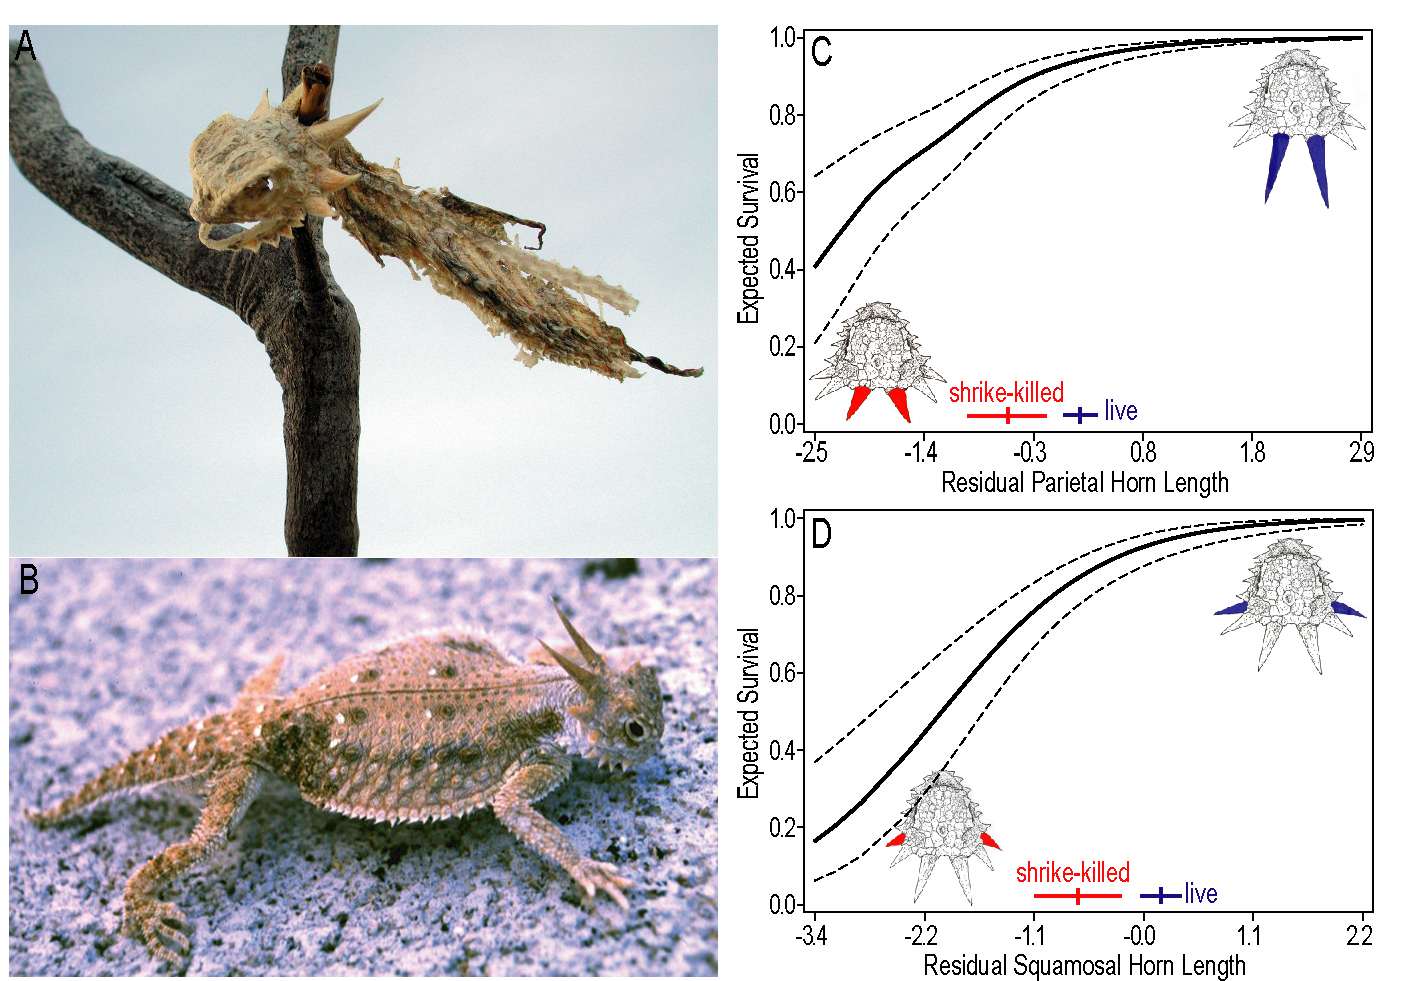 A
B
C
1.0
0.8
0.6
0.4
0.2
0.0
Expected Survival
shrike-killed
live
-25 -1.4 -0.3 0.8 1.8 2.9
Residual Parietal Horn Length
D
1.0
0.8
0.6
0.4
0.2
0.0
Expected Survival
shrike-killed
live
-3.4 -2.2 -1.1 -0.0 1.1 2.2
Residual Squamosal Horn Length